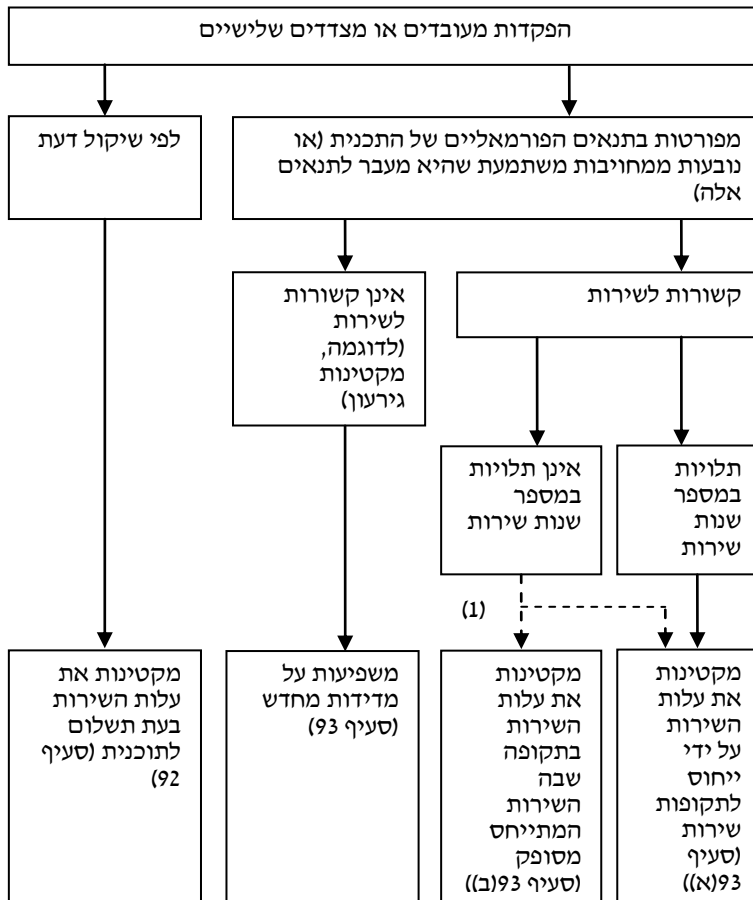 הפקדות מעובדים או מצדדים שלישיים
מפורטות בתנאים הפורמאליים של התכנית (או
נובעות ממחויבות משתמעת שהיא מעבר לתנאים
אלה)
לפי שיקול דעת
קשורות לשירות
אינן קשורות
לשירות
(לדוגמה,
מקטינות
גירעון)
תלויות
במספר
שנות
שירות
אינן תלויות
במספר
שנות שירות
(1)
מקטינות
את עלות
השירות
על ידי
ייחוס
לתקופות
שירות
(סעיף
93(א))
מקטינות
את עלות
השירות
בתקופה
שבה
השירות
המתייחס
מסופק
(סעיף 93(ב))
משפיעות על
מדידות מחדש
(סעיף 93)
מקטינות את
עלות השירות
בעת תשלום
לתוכנית (סעיף
92)